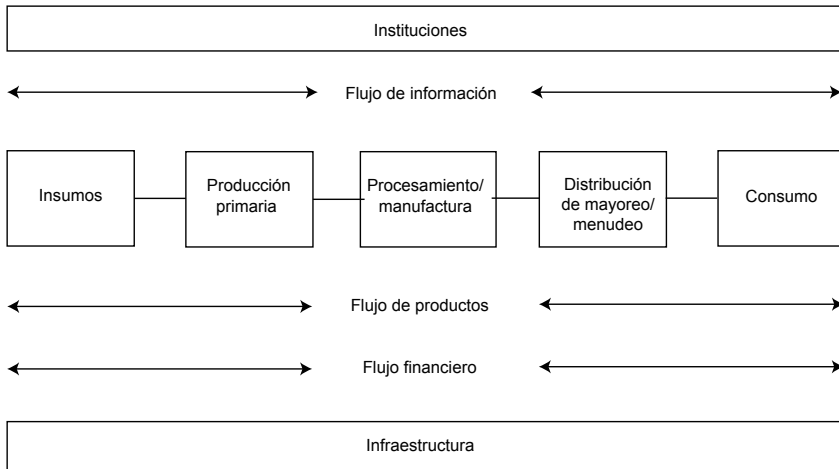 Instituciones
Flujo de información
Insumos
Producción
primaria
Procesamiento/
manufactura
Distribución
de mayoreo/
menudeo
Consumo
Flujo de productos
Flujo financiero
Infraestructura